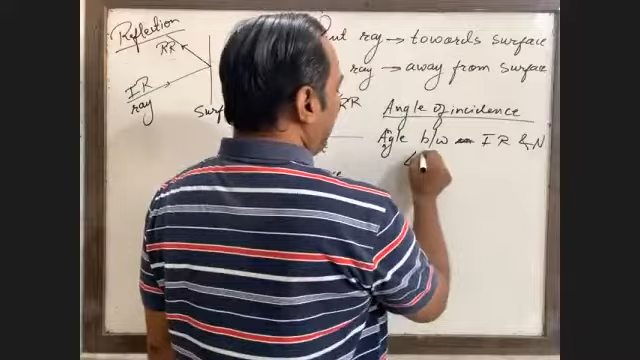 Reflection
RR
IR
ray
Surf
ray → towards surface
ray → away from surface
RR
Angle of incidence
Angle b/w IR & N
∠